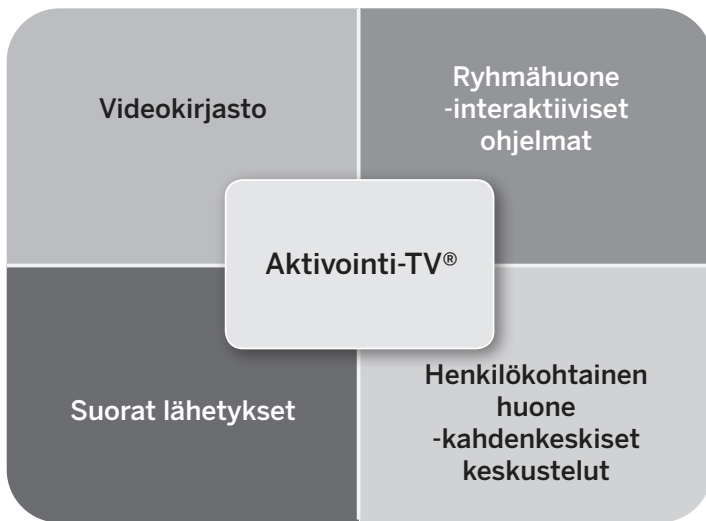 Videokirjasto
Ryhmähuone
-interaktiiviset
ohjelmat
Aktivointi-TV®
Suorat lähetykset
Henkilökohtainen
huone
-kahdenkeskiset
keskustelut